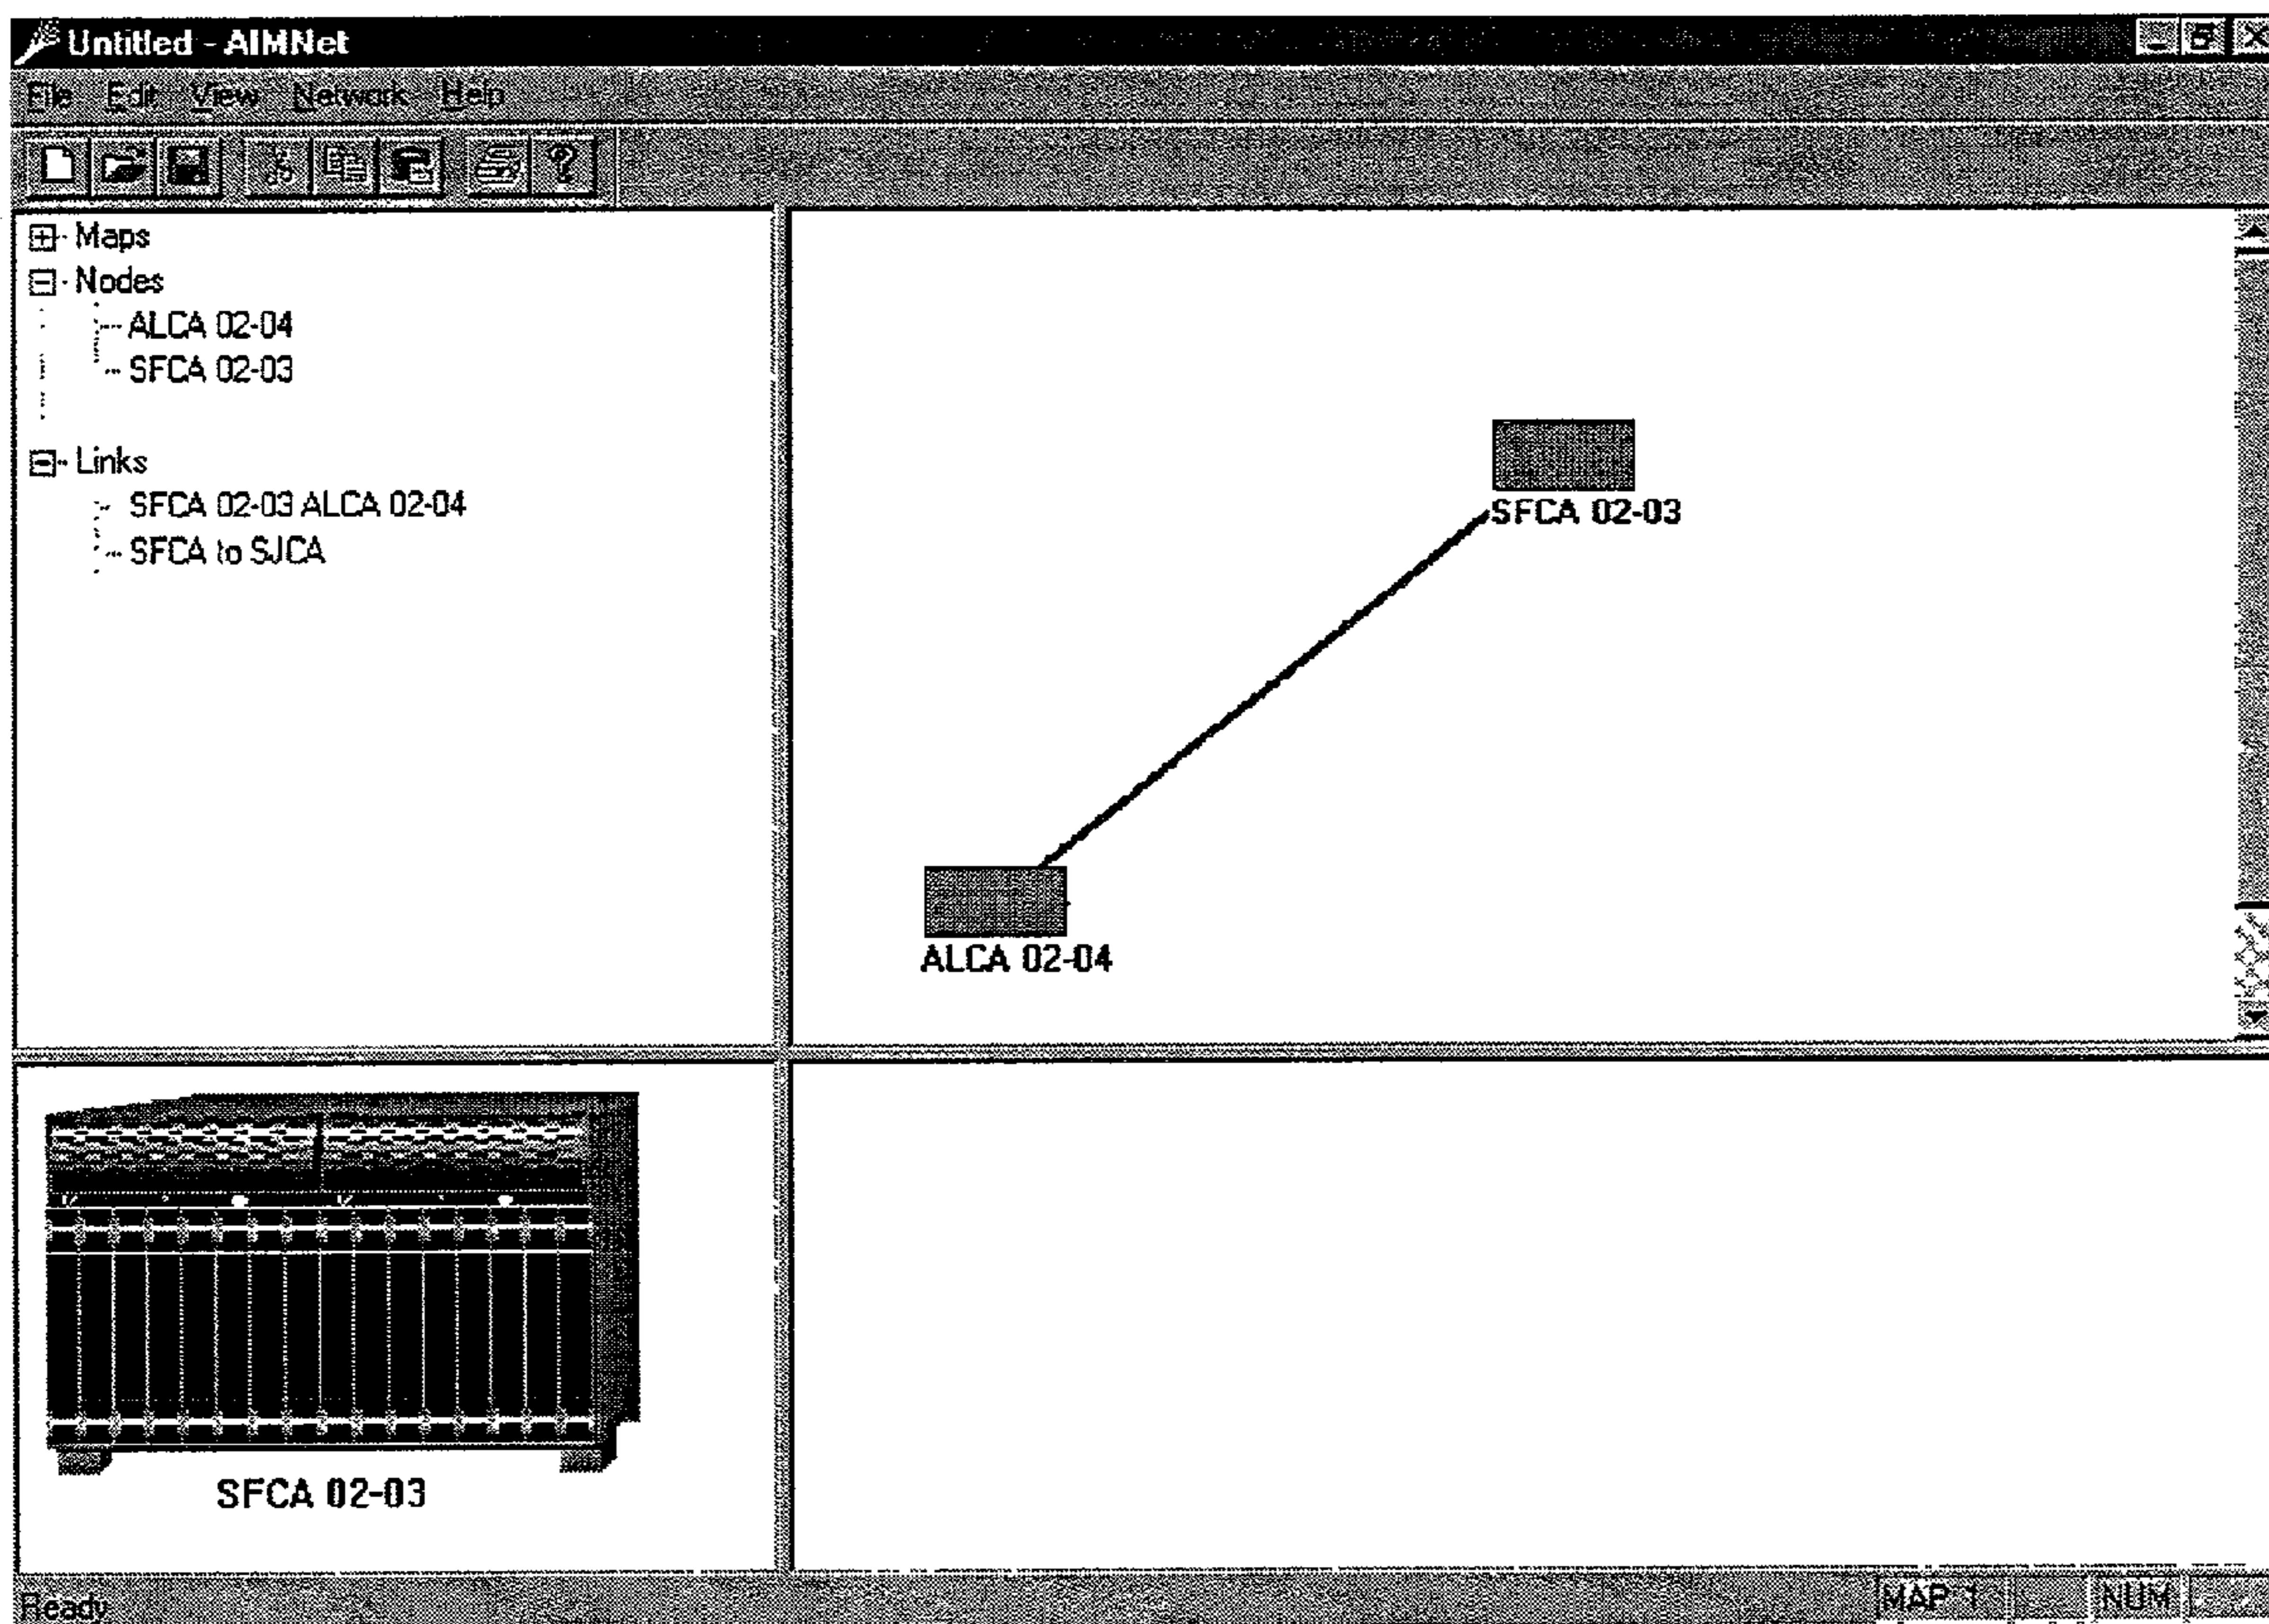 Untitled - AIMNet
File Edit View Network Help
Maps
Nodes
ALCA 02-04
SFCA 02-03
Links
SFCA 02-03 ALCA 02-04
SFCA to SJCA
SFCA 02-03
ALCA 02-04
SFCA 02-03
Ready MAP 1 NUM